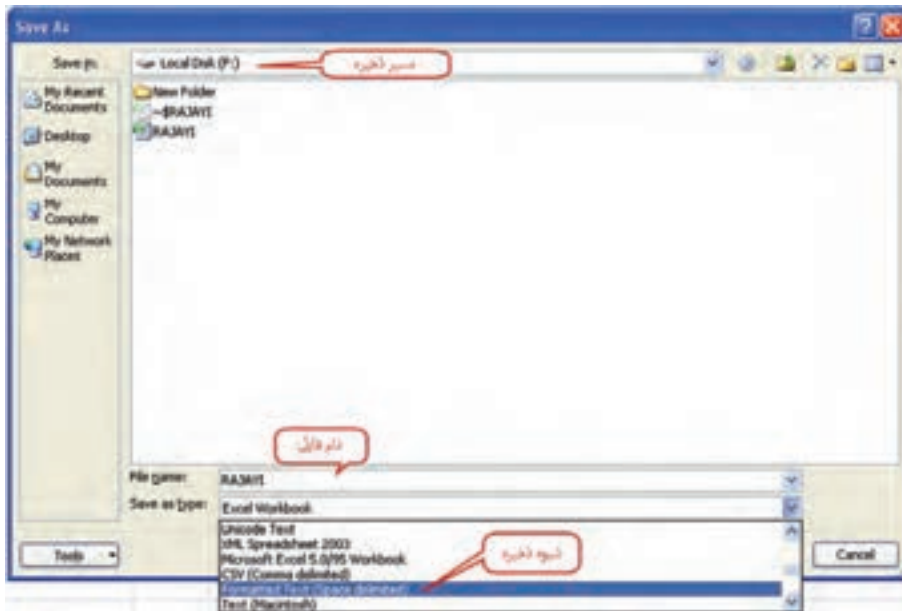 Save As
Save in:
Local Disk (F:)
مسیر ذخیره
My Recent
Documents
Desktop
My
Documents
My
Computer
My Network
Places
New Folder
~$RAJAYI
RAJAYI
نام فایل
File name:
RAJAYI
Save as type:
Excel Workbook
Unicode Text
XML Spreadsheet 2003
Microsoft Excel 5.0/95 Workbook
CSV (Comma delimited)
Formatted Text (Space delimited)
Text (Macintosh)
شیوه ذخیره
Tools
Cancel